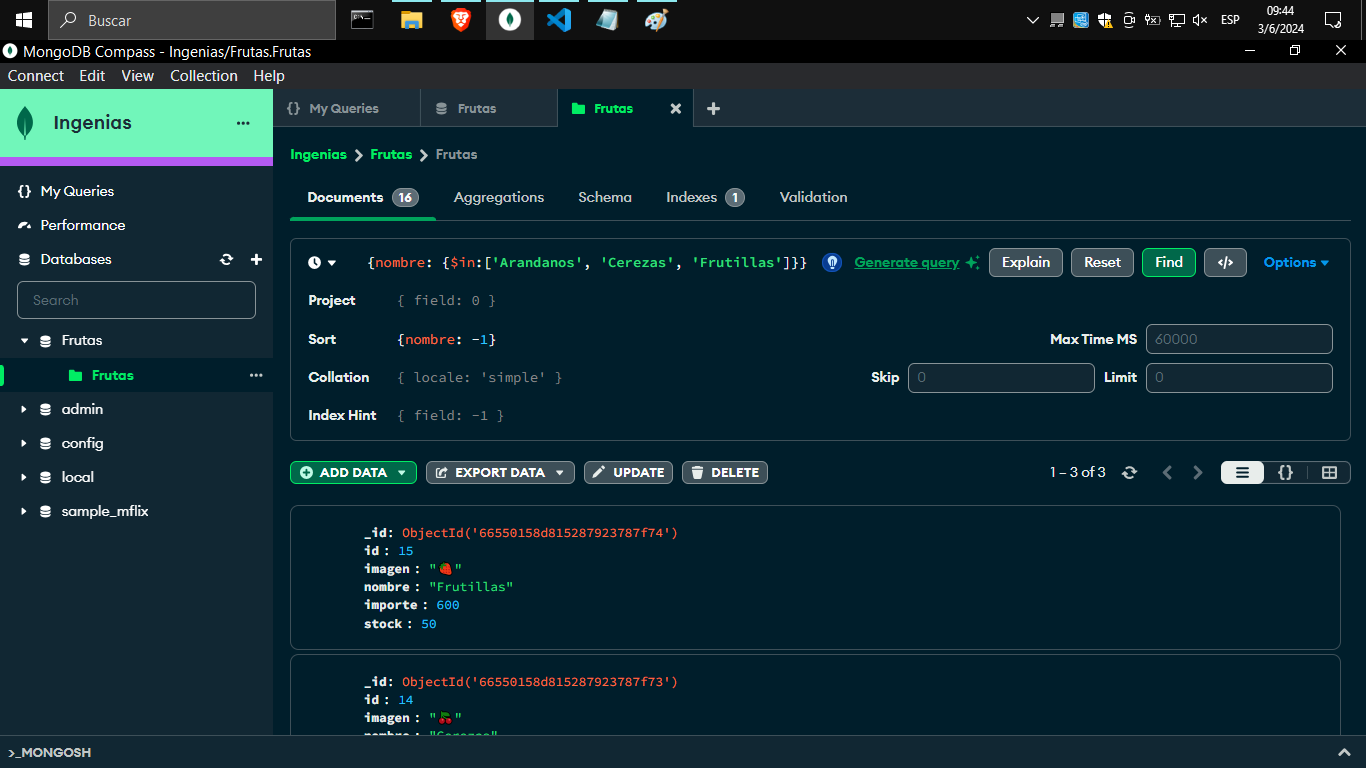 Buscar
ESP
09:44
3/6/2024
MongoDB Compass - Ingenias/Frutas.Frutas
Connect Edit View Collection Help
Ingenias
My Queries
Performance
Databases
Search
Frutas
Frutas
admin
config
local
sample_mflix
{} My Queries
Frutas
Frutas
Ingenias > Frutas > Frutas
Documents 16
Aggregations
Schema
Indexes 1
Validation
{nombre: {$in:['Arandanos', 'Cerezas', 'Frutillas']}}
Generate query
Explain
Reset
Find
</>
Options
Project { field: 0 }
Sort {nombre: -1}
Max Time MS 60000
Collation { locale: 'simple' }
Skip 0
Limit 0
Index Hint { field: -1 }
ADD DATA
EXPORT DATA
UPDATE
DELETE
1 – 3 of 3
{}
_id: ObjectId('66550158d815287923787f74')
id : 15
imagen : "🍓"
nombre : "Frutillas"
importe : 600
stock : 50
_id: ObjectId('66550158d815287923787f73')
id : 14
imagen : "🍒"
nombre : "Cerezas"
>_MONGOSH